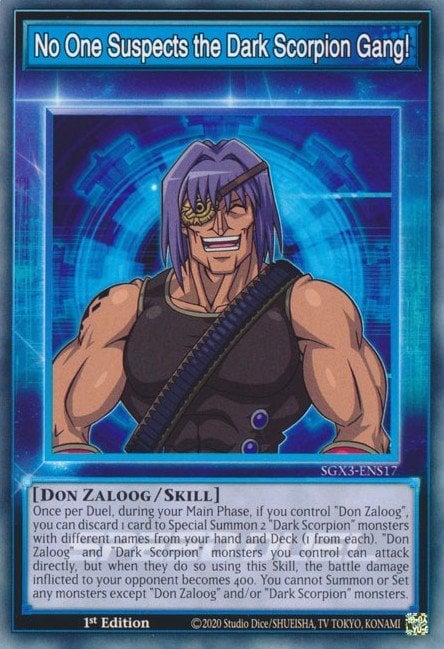 No One Suspects the Dark Scorpion Gang!
SGX3-ENS17
[DON ZALOOG/SKILL]
Once per Duel, during your Main Phase, if you control "Don Zaloog",
you can discard 1 card to Special Summon 2 "Dark Scorpion" monsters
with different names from your hand and Deck (1 from each). "Don
Zaloog" and "Dark Scorpion" monsters you control can attack
directly, but when they do so using this Skill, the battle damage
inflicted to your opponent becomes 400. You cannot Summon or Set
any monsters except "Don Zaloog" and/or "Dark Scorpion" monsters.
1st Edition
©2020 Studio Dice/SHUEISHA, TV TOKYO, KONAMI